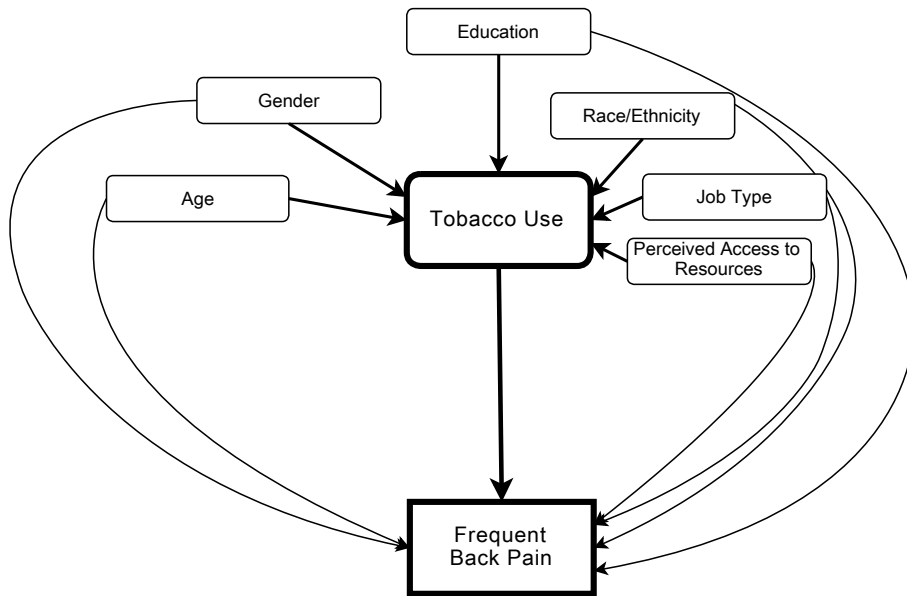 Education
Gender
Race/Ethnicity
Age
Tobacco Use
Job Type
Perceived Access to
Resources
Frequent
Back Pain